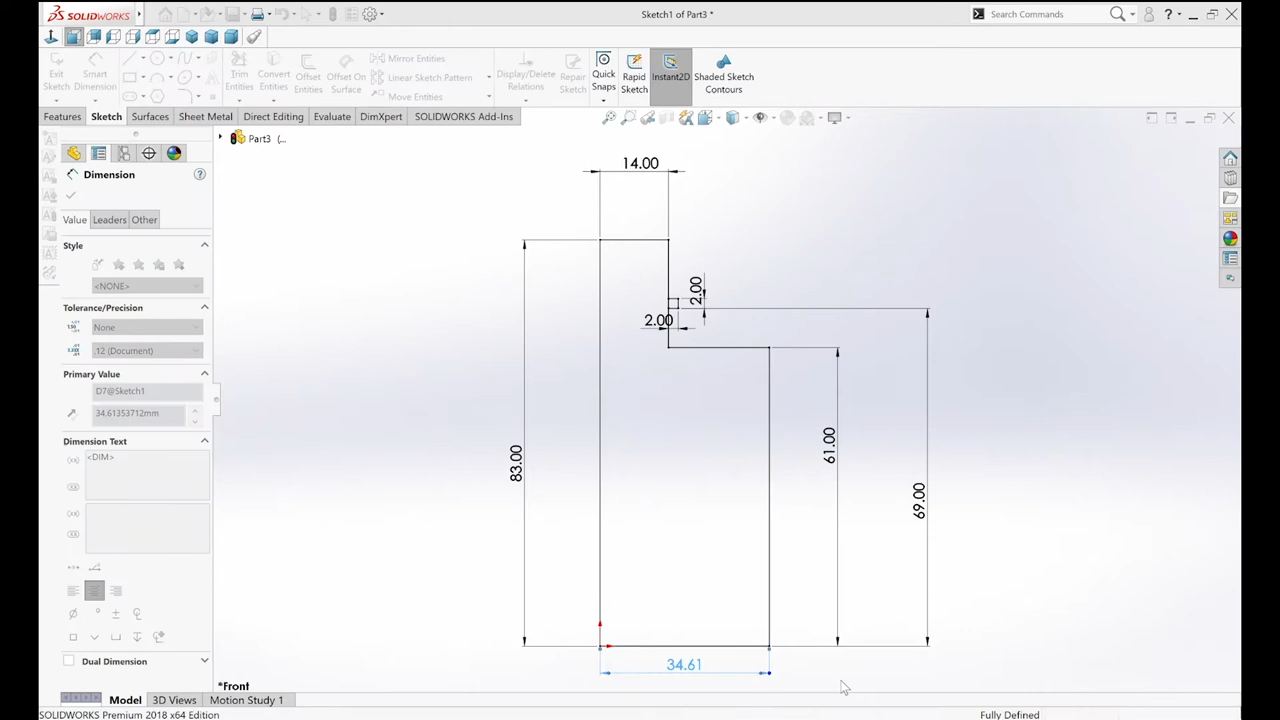 SOLIDWORKS
Sketch1 of Part3 *
Search Commands
?
Exit Sketch
Smart Dimension
Trim Entities
Convert Entities
Offset Entities
Offset On Surface
Mirror Entities
Linear Sketch Pattern
Move Entities
Display/Delete Relations
Repair Sketch
Quick Snaps
Rapid Sketch
Instant2D
Shaded Sketch Contours
Features
Sketch
Surfaces
Sheet Metal
Direct Editing
Evaluate
DimXpert
SOLIDWORKS Add-Ins
Part3 (...
Dimension
?
Value
Leaders
Other
Style
<NONE>
Tolerance/Precision
None
.12 (Document)
Primary Value
D7@Sketch1
34.61353712mm
Dimension Text
<DIM>
Dual Dimension
14.00
2.00
2.00
83.00
61.00
69.00
34.61
*Front
Model
3D Views
Motion Study 1
SOLIDWORKS Premium 2018 x64 Edition
Fully Defined